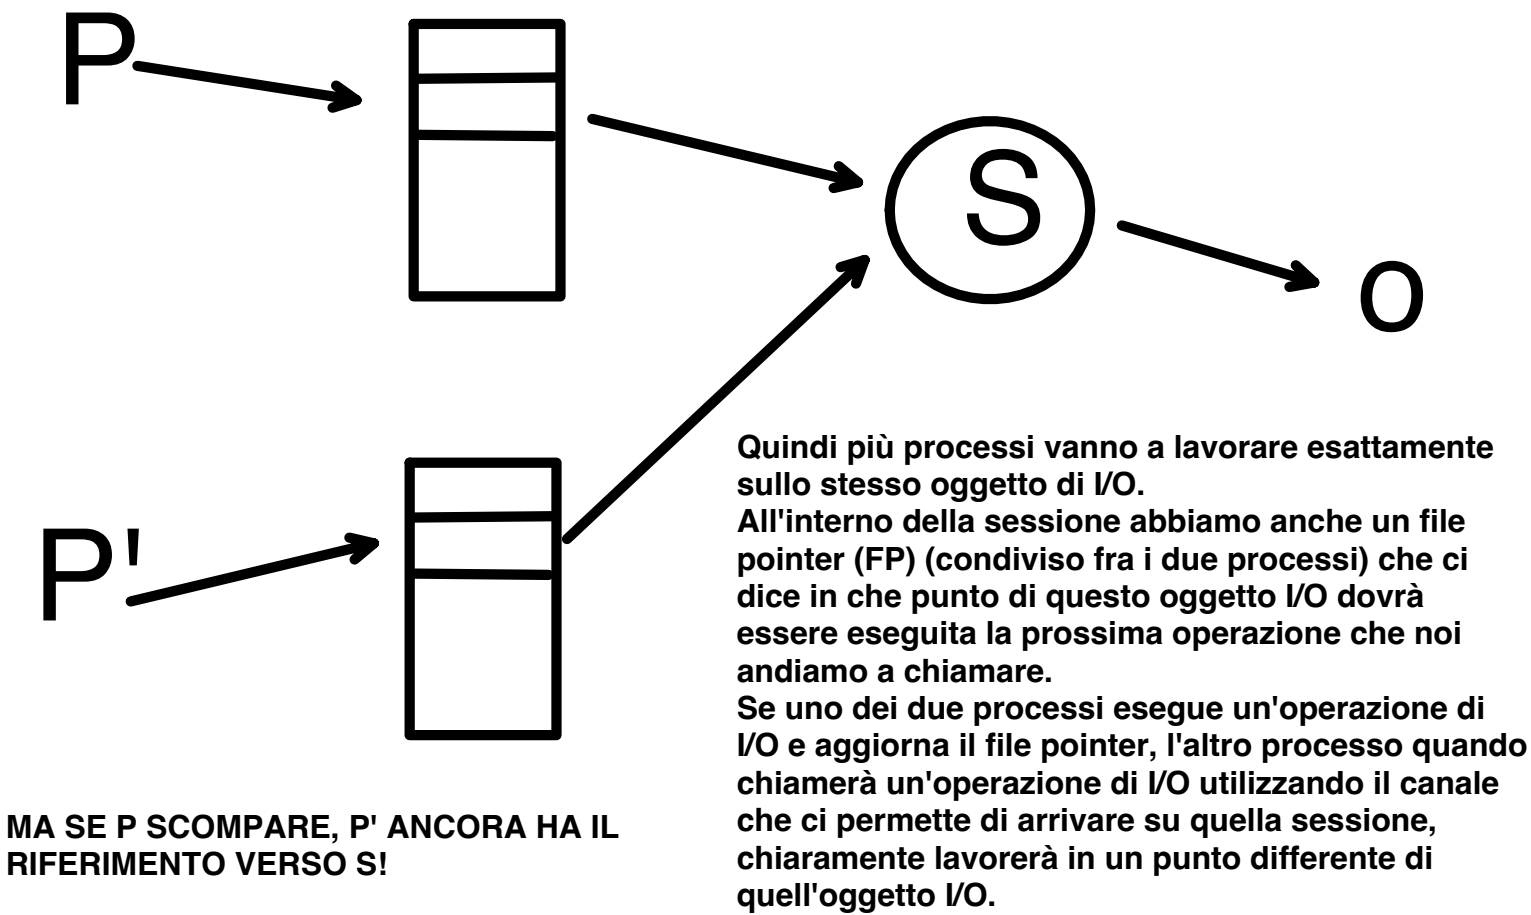 P
S
o
P'
Quindi più processi vanno a lavorare esattamente
sullo stesso oggetto di I/O.
All'interno della sessione abbiamo anche un file
pointer (FP) (condiviso fra i due processi) che ci
dice in che punto di questo oggetto I/O dovrà
essere eseguita la prossima operazione che noi
andiamo a chiamare.
Se uno dei due processi esegue un'operazione di
I/O e aggiorna il file pointer, l'altro processo quando
chiamerà un'operazione di I/O utilizzando il canale
che ci permette di arrivare su quella sessione,
chiaramente lavorerà in un punto differente di
quell'oggetto I/O.
MA SE P SCOMPARE, P' ANCORA HA IL
RIFERIMENTO VERSO S!